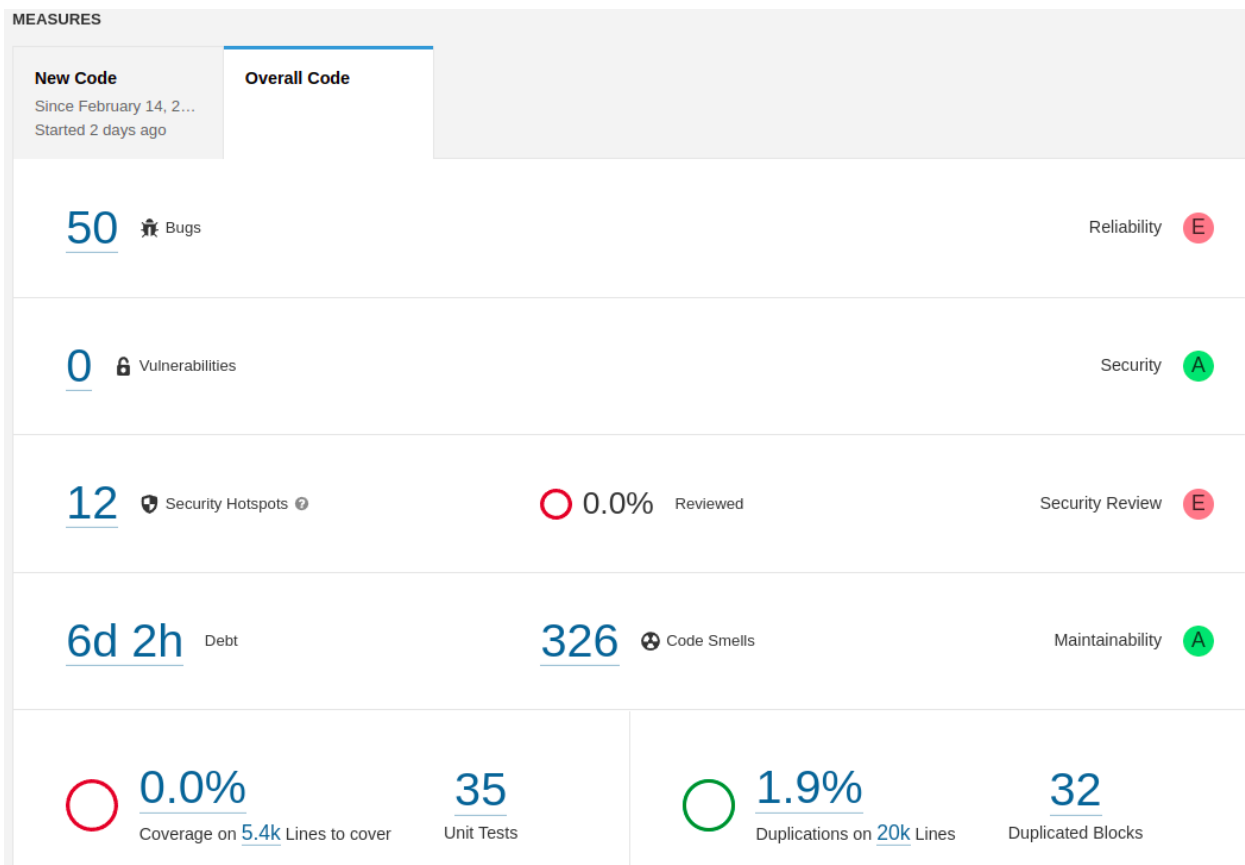 MEASURES
New Code
Since February 14, 2…
Started 2 days ago
Overall Code
50 Bugs Reliability E
0 Vulnerabilities Security A
12 Security Hotspots ? 0.0% Reviewed Security Review E
6d 2h Debt 326 Code Smells Maintainability A
0.0% 35 1.9% 32
Coverage on 5.4k Lines to cover Unit Tests Duplications on 20k Lines Duplicated Blocks